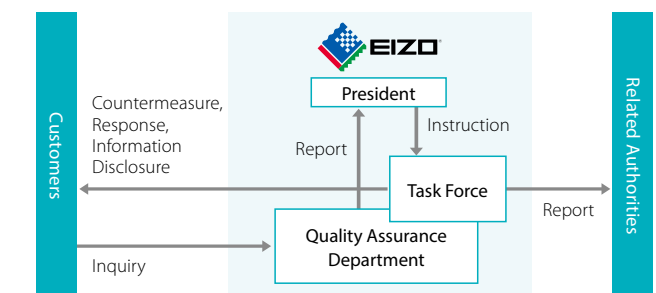 EIZO
President
Countermeasure,
Response,
Information
Disclosure
Instruction
Report
Customers
Related Authorities
Task Force
Report
Quality Assurance
Department
Inquiry